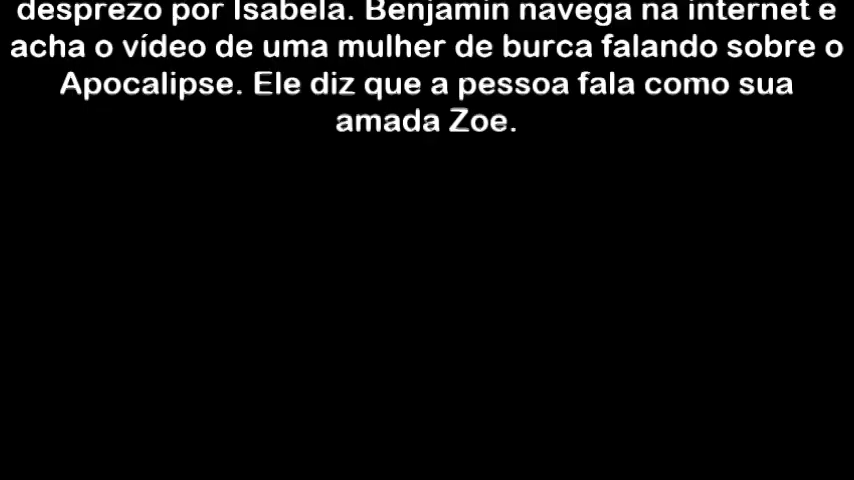 desprezo por Isabela. Benjamin navega na internet e
acha o vídeo de uma mulher de burca falando sobre o
Apocalipse. Ele diz que a pessoa fala como sua
amada Zoe.